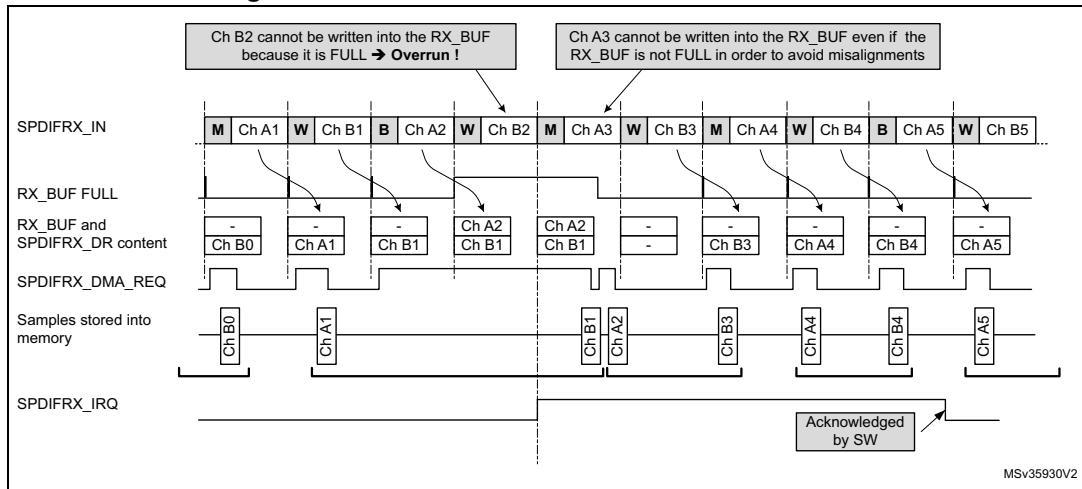 Ch B2 cannot be written into the RX_BUF
because it is FULL ➔ Overrun !
Ch A3 cannot be written into the RX_BUF even if the
RX_BUF is not FULL in order to avoid misalignments
SPDIFRX_IN
M Ch A1 W Ch B1 B Ch A2 W Ch B2 M Ch A3 W Ch B3 M Ch A4 W Ch B4 B Ch A5 W Ch B5
RX_BUF FULL
RX_BUF and
SPDIFRX_DR content
- - - Ch A2 Ch A2 - - - - -
Ch B0 Ch A1 Ch B1 Ch B1 Ch B1 - Ch B3 Ch A4 Ch B4 Ch A5
SPDIFRX_DMA_REQ
Samples stored into
memory
Ch B0 Ch A1 Ch B1 Ch A2 Ch B3 Ch A4 Ch B4 Ch A5
SPDIFRX_IRQ
Acknowledged
by SW
MSv35930V2